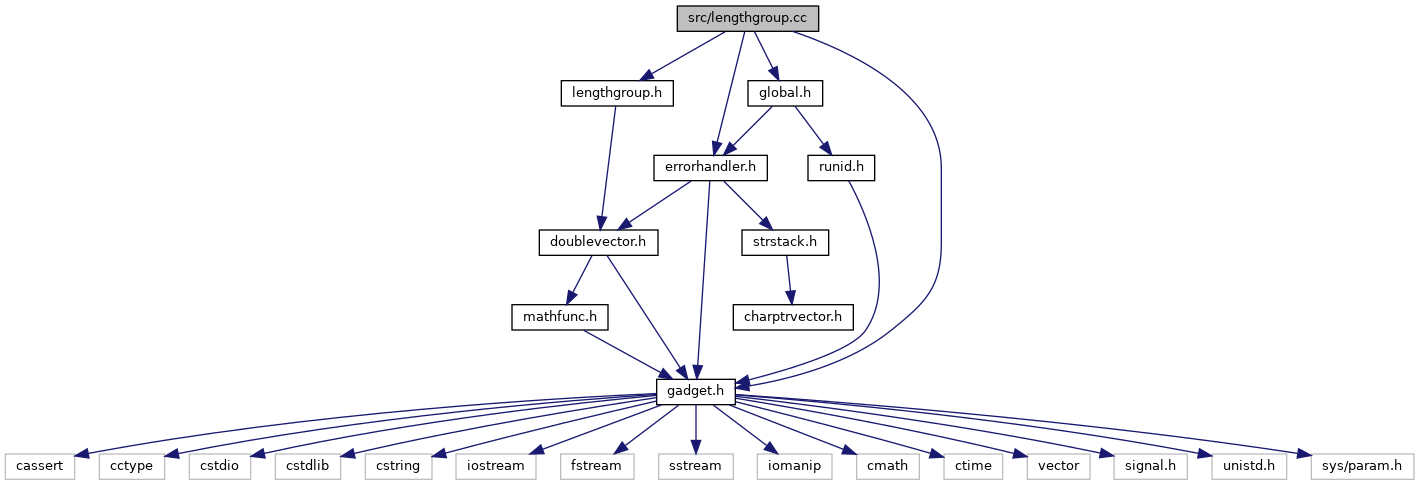 src/lengthgroup.cc
lengthgroup.h
global.h
errorhandler.h
runid.h
doublevector.h
strstack.h
mathfunc.h
charptrvector.h
gadget.h
cassert
cctype
cstdio
cstdlib
cstring
iostream
fstream
sstream
iomanip
cmath
ctime
vector
signal.h
unistd.h
sys/param.h